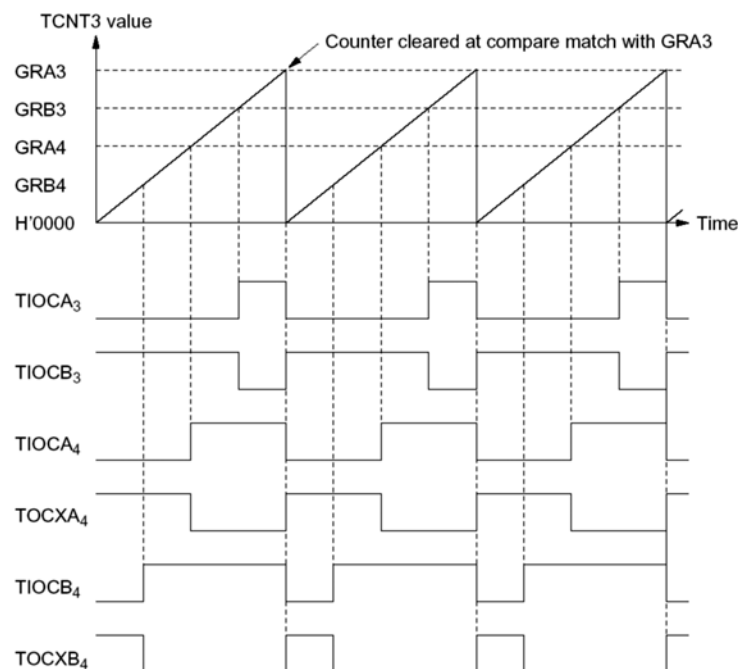 TCNT3 value
Counter cleared at compare match with GRA3
GRA3
GRB3
GRA4
GRB4
H'0000
Time
TIOCA₃
TIOCB₃
TIOCA₄
TOCXA₄
TIOCB₄
TOCXB₄